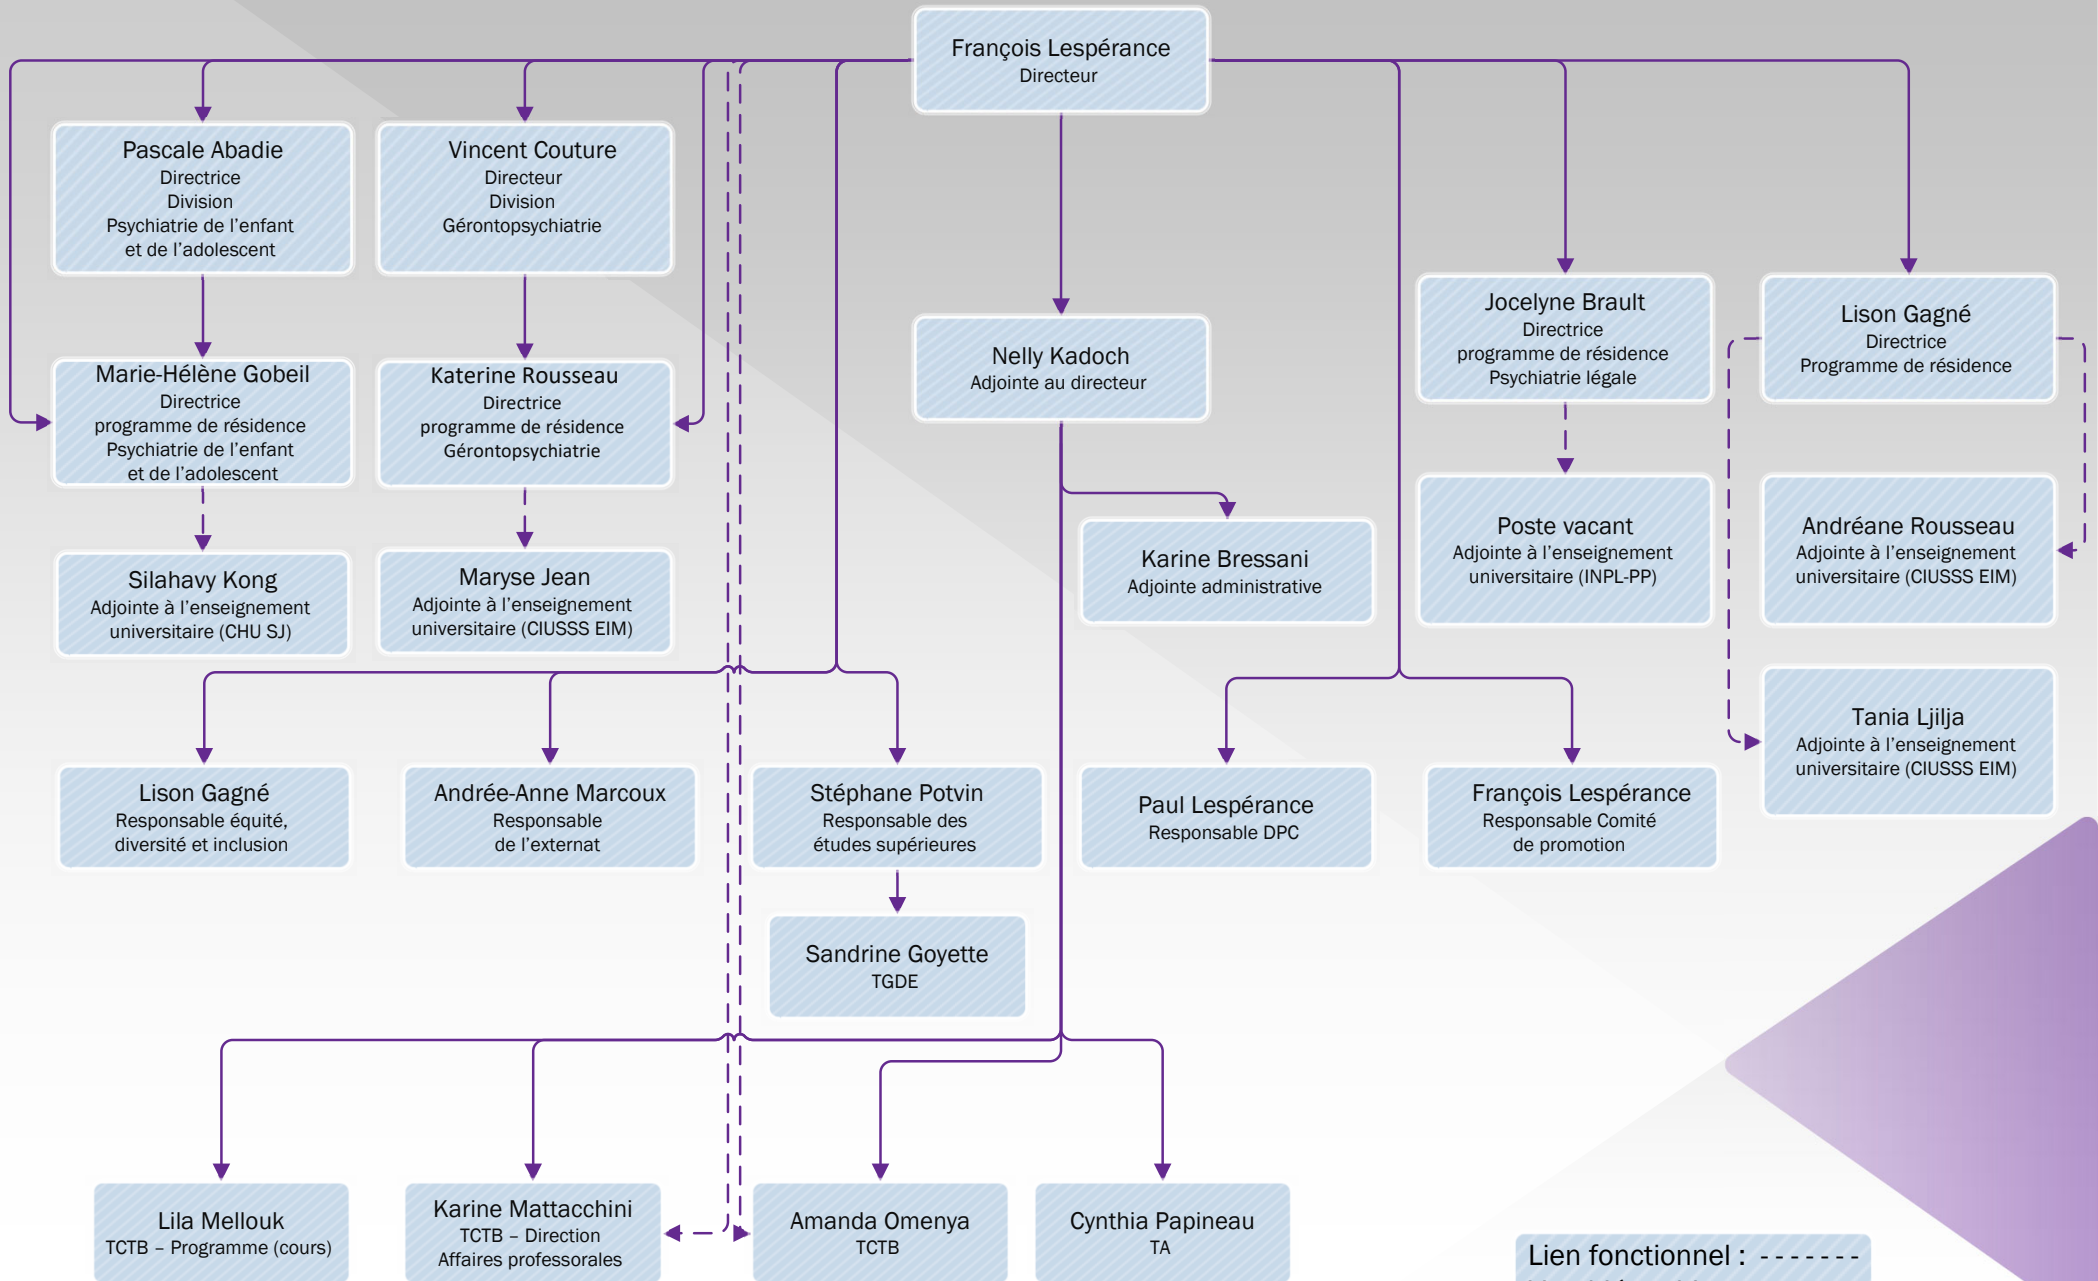 François Lespérance
Directeur
Pascale Abadie
Directrice
Division
Psychiatrie de l'enfant
et de l'adolescent
Vincent Couture
Directeur
Division
Gérontopsychiatrie
Marie-Hélène Gobeil
Directrice
programme de résidence
Psychiatrie de l'enfant
et de l'adolescent
Katerine Rousseau
Directrice
programme de résidence
Gérontopsychiatrie
Nelly Kadoch
Adjointe au directeur
Jocelyne Brault
Directrice
programme de résidence
Psychiatrie légale
Lison Gagné
Directrice
Programme de résidence
Silahavy Kong
Adjointe à l'enseignement
universitaire (CHU SJ)
Maryse Jean
Adjointe à l'enseignement
universitaire (CIUSSS EIM)
Karine Bressani
Adjointe administrative
Poste vacant
Adjointe à l'enseignement
universitaire (INPL-PP)
Andréane Rousseau
Adjointe à l'enseignement
universitaire (CIUSSS EIM)
Tania Ljilja
Adjointe à l'enseignement
universitaire (CIUSSS EIM)
Lison Gagné
Responsable équité,
diversité et inclusion
Andrée-Anne Marcoux
Responsable
de l'externat
Stéphane Potvin
Responsable des
études supérieures
Paul Lespérance
Responsable DPC
François Lespérance
Responsable Comité
de promotion
Sandrine Goyette
TGDE
Lila Mellouk
TCTB – Programme (cours)
Karine Mattacchini
TCTB – Direction
Affaires professorales
Amanda Omenya
TCTB
Cynthia Papineau
TA
Lien fonctionnel : - - - - - - -